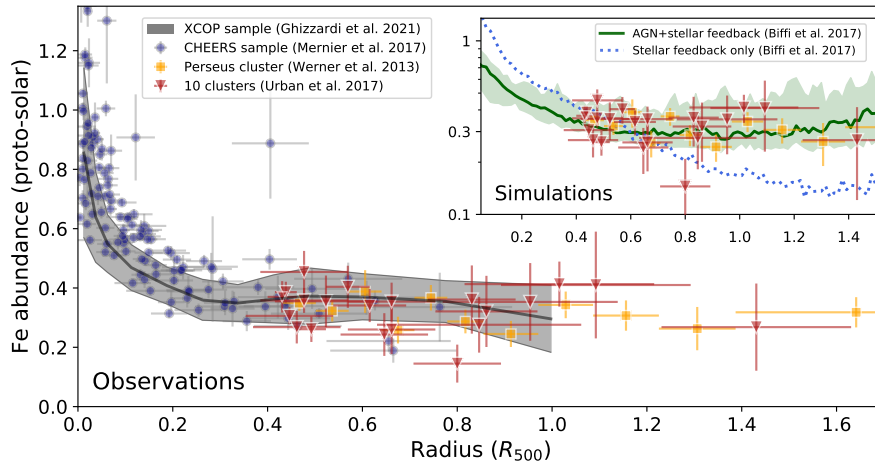 XCOP sample (Ghizzardi et al. 2021)
CHEERS sample (Mernier et al. 2017)
Perseus cluster (Werner et al. 2013)
10 clusters (Urban et al. 2017)
AGN+stellar feedback (Biffi et al. 2017)
Stellar feedback only (Biffi et al. 2017)
1
0.3
0.1
Simulations
0.2 0.4 0.6 0.8 1.0 1.2 1.4
Fe abundance (proto-solar)
1.2
1.0
0.8
0.6
0.4
0.2
0.0
Observations
0.0 0.2 0.4 0.6 0.8 1.0 1.2 1.4 1.6
Radius (R500)